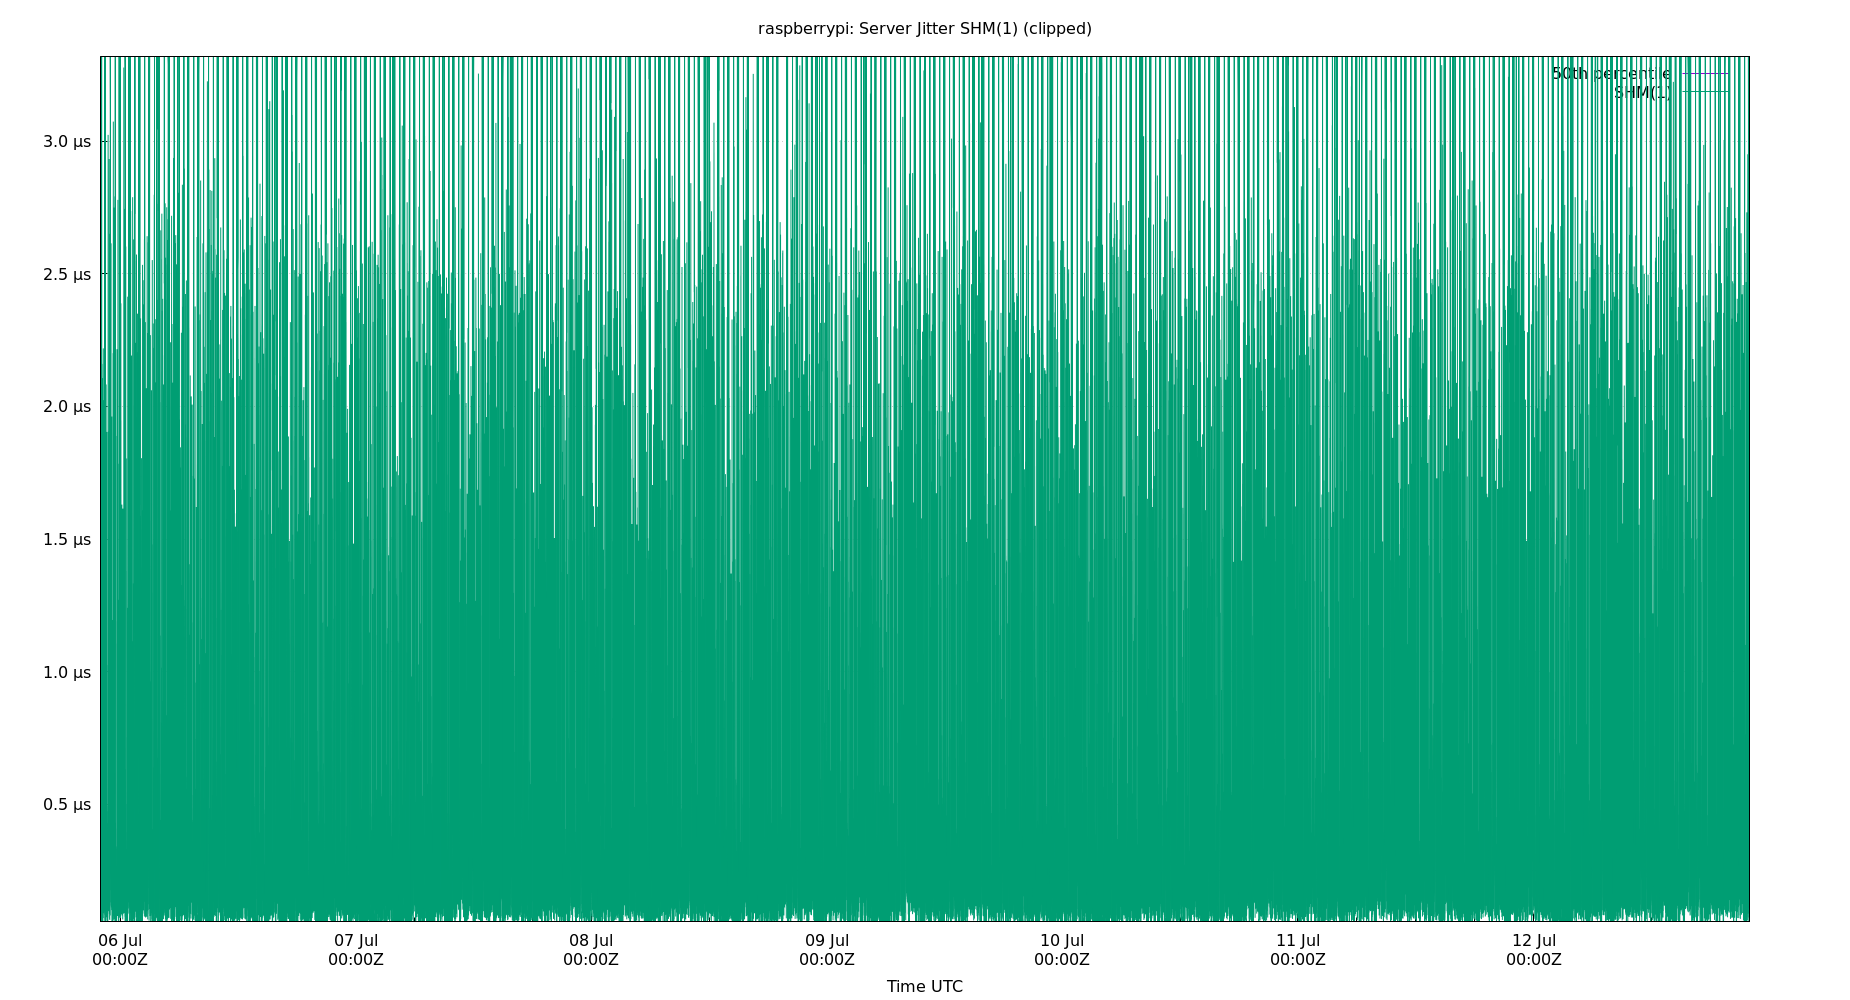 raspberrypi: Server Jitter SHM(1) (clipped)
50th percentile
SHM(1)
3.0 µs
2.5 µs
2.0 µs
1.5 µs
1.0 µs
0.5 µs
06 Jul 07 Jul 08 Jul 09 Jul 10 Jul 11 Jul 12 Jul
00:00Z 00:00Z 00:00Z 00:00Z 00:00Z 00:00Z 00:00Z
Time UTC